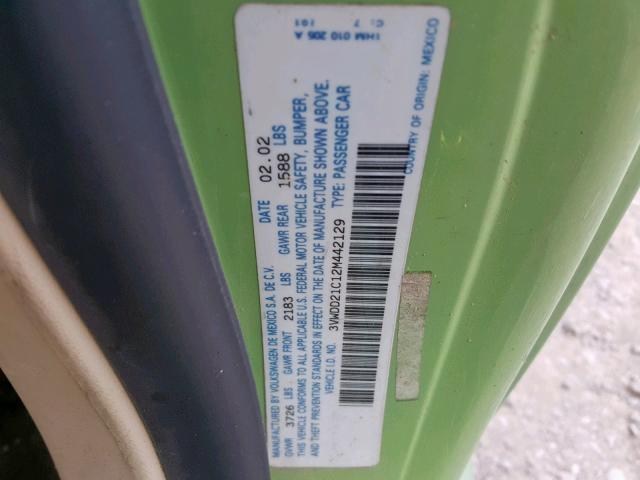 1HM 010 205 A
MANUFACTURED BY VOLKSWAGEN DE MEXICO S.A. DE C.V. DATE 02.02
GVWR 3726 LBS GAWR FRONT 2183 LBS GAWR REAR 1588 LBS
THIS VEHICLE CONFORMS TO ALL APPLICABLE U.S. FEDERAL MOTOR VEHICLE SAFETY, BUMPER,
AND THEFT PREVENTION STANDARDS IN EFFECT ON THE DATE OF MANUFACTURE SHOWN ABOVE.
VEHICLE I.D. NO. 3VWDD21C12M442129 TYPE: PASSENGER CAR
COUNTRY OF ORIGIN: MEXICO